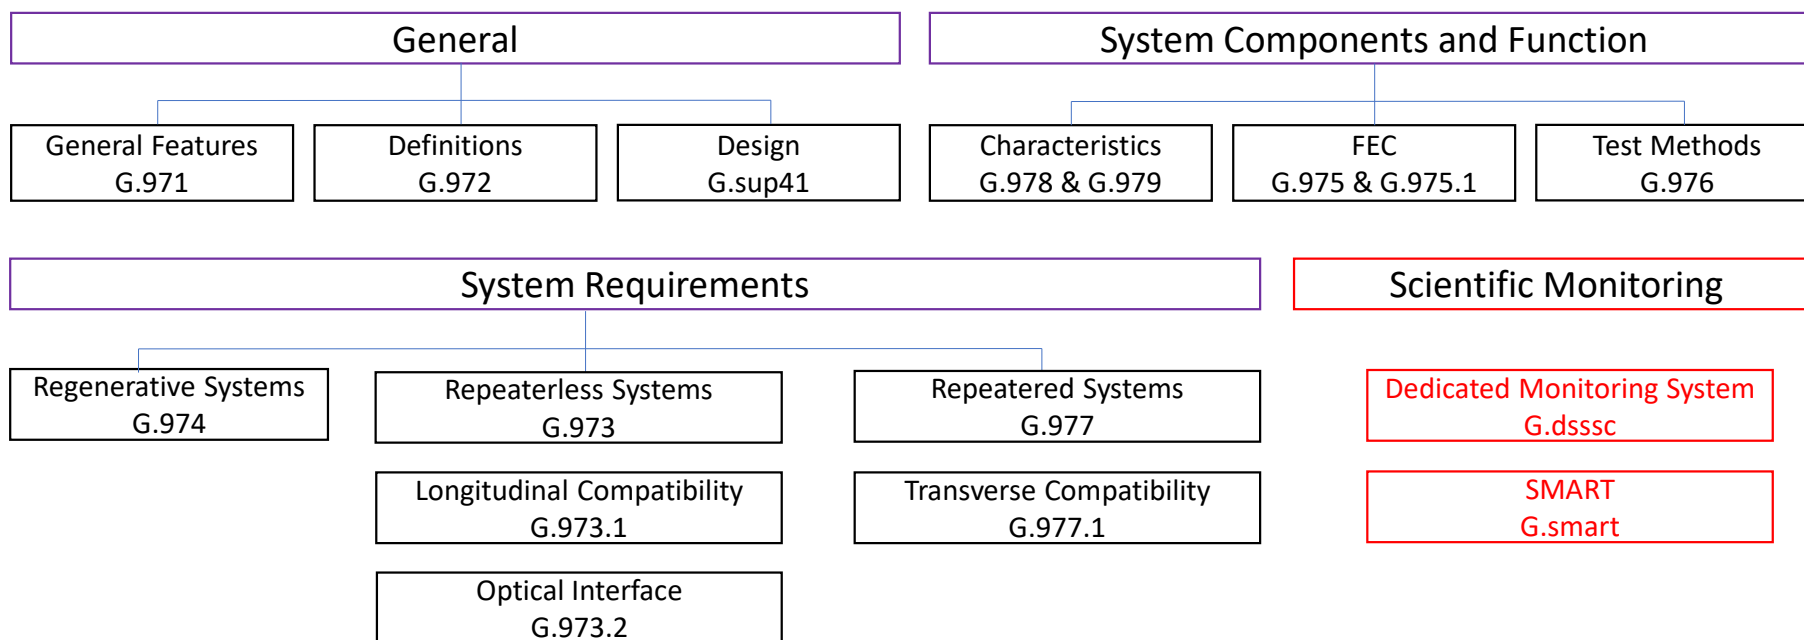 General
System Components and Function
General Features
G.971
Definitions
G.972
Design
G.sup41
Characteristics
G.978 & G.979
FEC
G.975 & G.975.1
Test Methods
G.976
System Requirements
Scientific Monitoring
Regenerative Systems
G.974
Repeaterless Systems
G.973
Repeatered Systems
G.977
Dedicated Monitoring System
G.dsssc
Longitudinal Compatibility
G.973.1
Transverse Compatibility
G.977.1
SMART
G.smart
Optical Interface
G.973.2